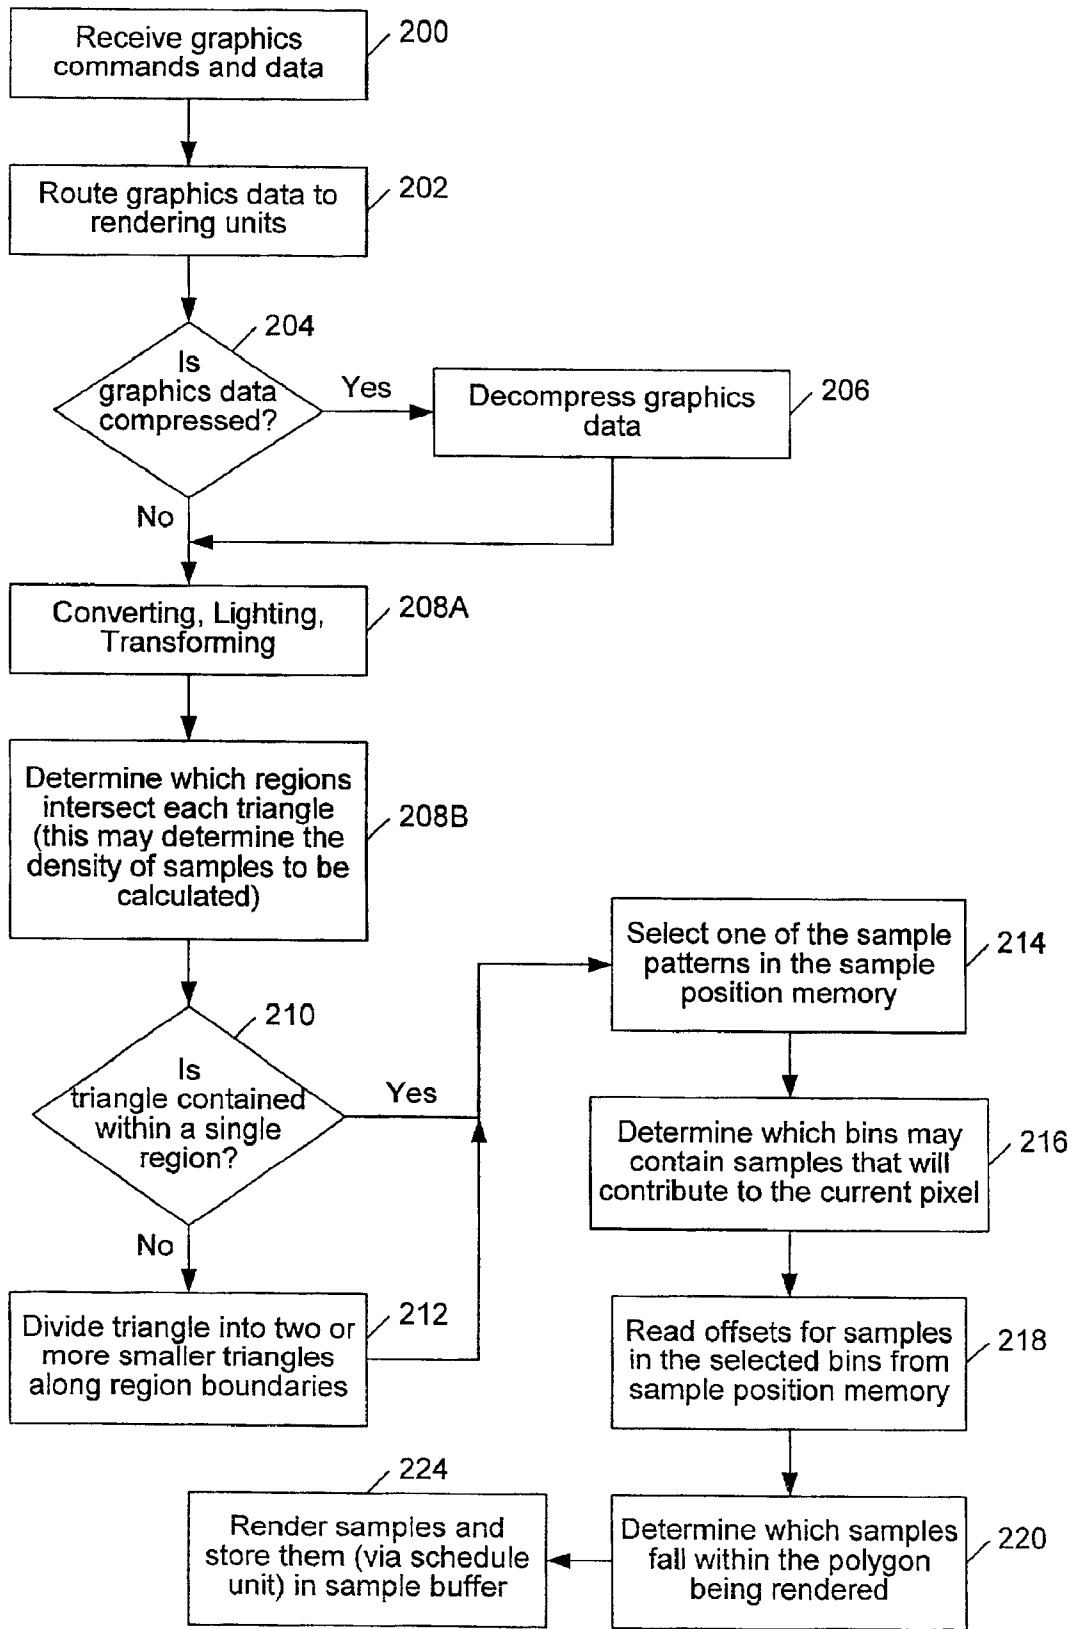 Receive graphics
commands and data
200
Route graphics data to
rendering units
202
204
Is
graphics data
compressed?
Yes
Decompress graphics
data
206
No
Converting, Lighting,
Transforming
208A
Determine which regions
intersect each triangle
(this may determine the
density of samples to be
calculated)
208B
210
Is
triangle contained
within a single
region?
Yes
No
Divide triangle into two or
more smaller triangles
along region boundaries
212
Select one of the sample
patterns in the sample
position memory
214
Determine which bins may
contain samples that will
contribute to the current pixel
216
Read offsets for samples
in the selected bins from
sample position memory
218
Determine which samples
fall within the polygon
being rendered
220
224
Render samples and
store them (via schedule
unit) in sample buffer